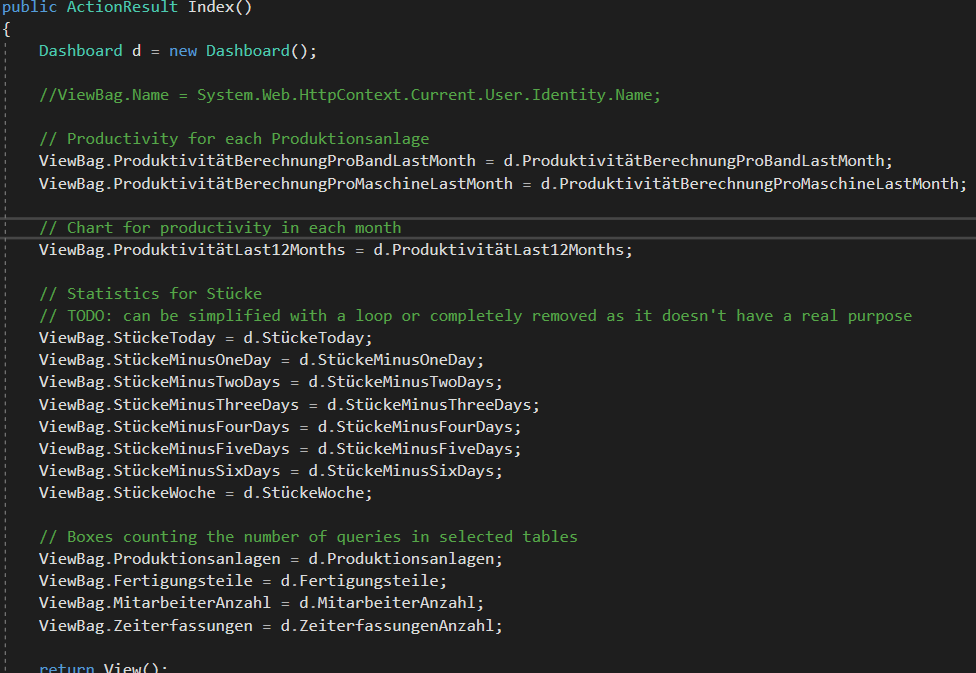 public ActionResult Index()
{
Dashboard d = new Dashboard();
//ViewBag.Name = System.Web.HttpContext.Current.User.Identity.Name;
// Productivity for each Produktionsanlage
ViewBag.ProduktivitätBerechnungProBandLastMonth = d.ProduktivitätBerechnungProBandLastMonth;
ViewBag.ProduktivitätBerechnungProMaschineLastMonth = d.ProduktivitätBerechnungProMaschineLastMonth;
// Chart for productivity in each month
ViewBag.ProduktivitätLast12Months = d.ProduktivitätLast12Months;
// Statistics for Stücke
// TODO: can be simplified with a loop or completely removed as it doesn't have a real purpose
ViewBag.StückeToday = d.StückeToday;
ViewBag.StückeMinusOneDay = d.StückeMinusOneDay;
ViewBag.StückeMinusTwoDays = d.StückeMinusTwoDays;
ViewBag.StückeMinusThreeDays = d.StückeMinusThreeDays;
ViewBag.StückeMinusFourDays = d.StückeMinusFourDays;
ViewBag.StückeMinusFiveDays = d.StückeMinusFiveDays;
ViewBag.StückeMinusSixDays = d.StückeMinusSixDays;
ViewBag.StückeWoche = d.StückeWoche;
// Boxes counting the number of queries in selected tables
ViewBag.Produktionsanlagen = d.Produktionsanlagen;
ViewBag.Fertigungsteile = d.Fertigungsteile;
ViewBag.MitarbeiterAnzahl = d.MitarbeiterAnzahl;
ViewBag.Zeiterfassungen = d.ZeiterfassungenAnzahl;
return View();